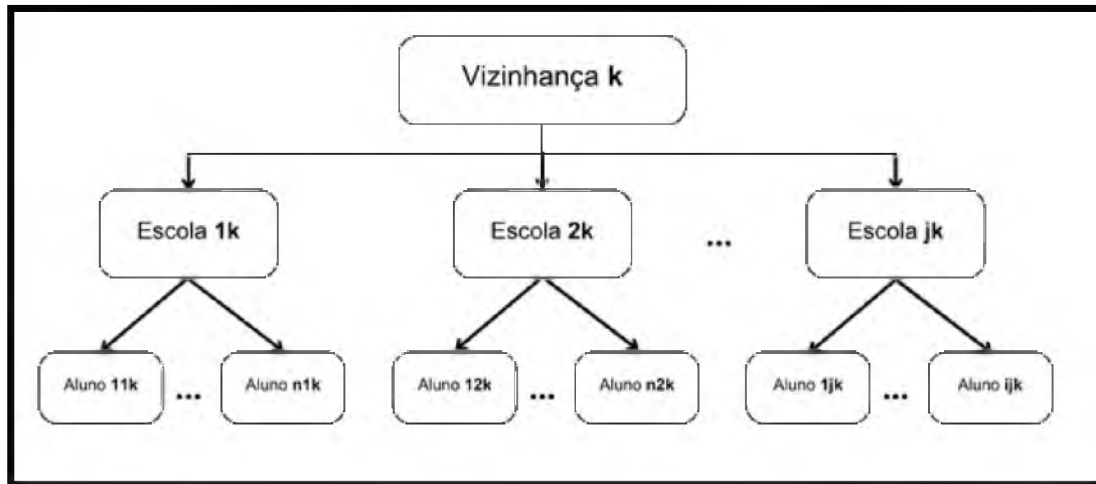 Vizinhança k
Escola 1k
Escola 2k
...
Escola jk
Aluno 11k
...
Aluno n1k
Aluno 12k
...
Aluno n2k
Aluno 1jk
...
Aluno ijk